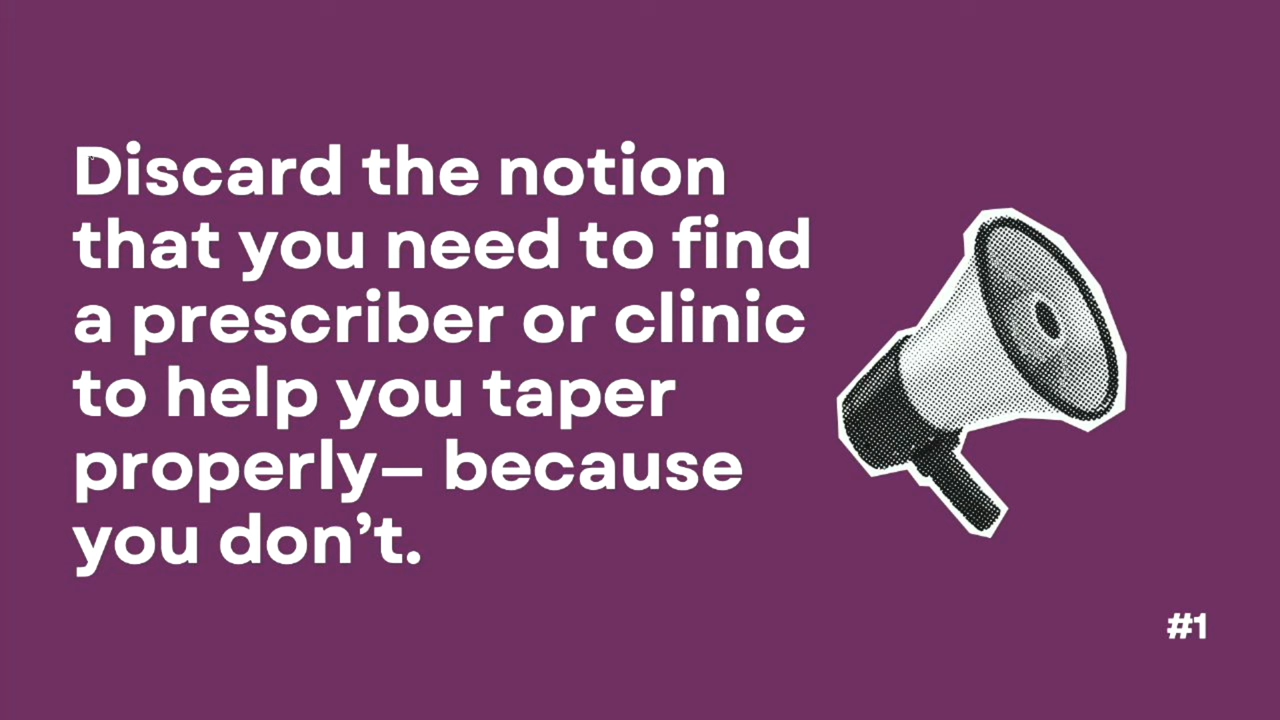 Discard the notion
that you need to find
a prescriber or clinic
to help you taper
properly— because
you don’t.
#1